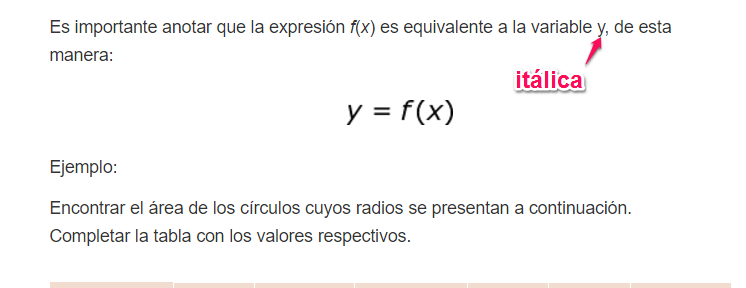 Es importante anotar que la expresión f(x) es equivalente a la variable y, de esta
manera:
itálica
y = f(x)
Ejemplo:
Encontrar el área de los círculos cuyos radios se presentan a continuación.
Completar la tabla con los valores respectivos.